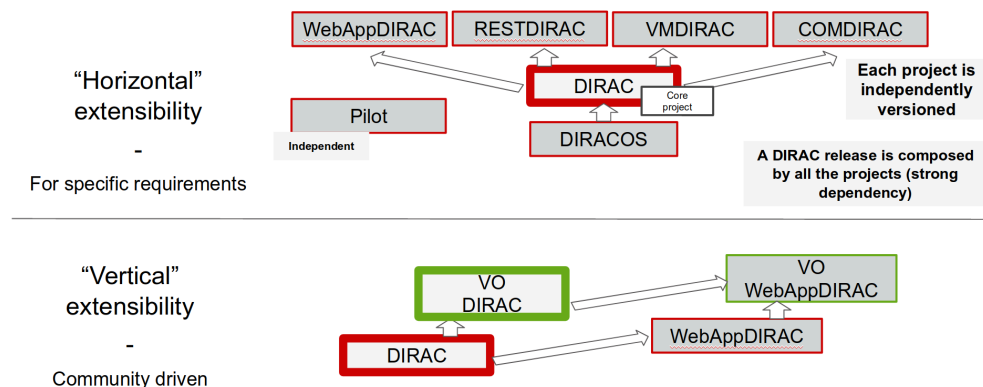 WebAppDIRAC
RESTDIRAC
VMDIRAC
COMDIRAC
“Horizontal”
extensibility
-
For specific requirements
DIRAC
Core
project
Each project is
independently
versioned
Pilot
Independent
DIRACOS
A DIRAC release is composed
by all the projects (strong
dependency)
“Vertical”
extensibility
-
Community driven
VO
DIRAC
VO
WebAppDIRAC
DIRAC
WebAppDIRAC